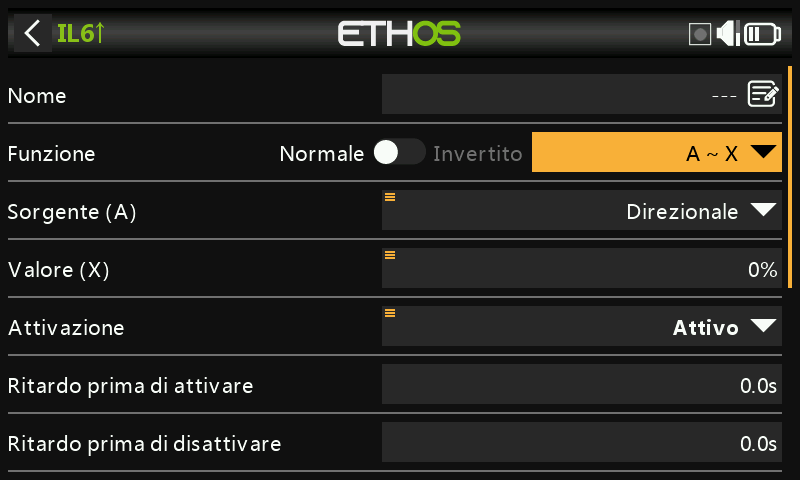 IL6↑ ETHOS
Nome ---
Funzione Normale Invertito A ~ X
Sorgente (A) Direzionale
Valore (X) 0%
Attivazione Attivo
Ritardo prima di attivare 0.0s
Ritardo prima di disattivare 0.0s